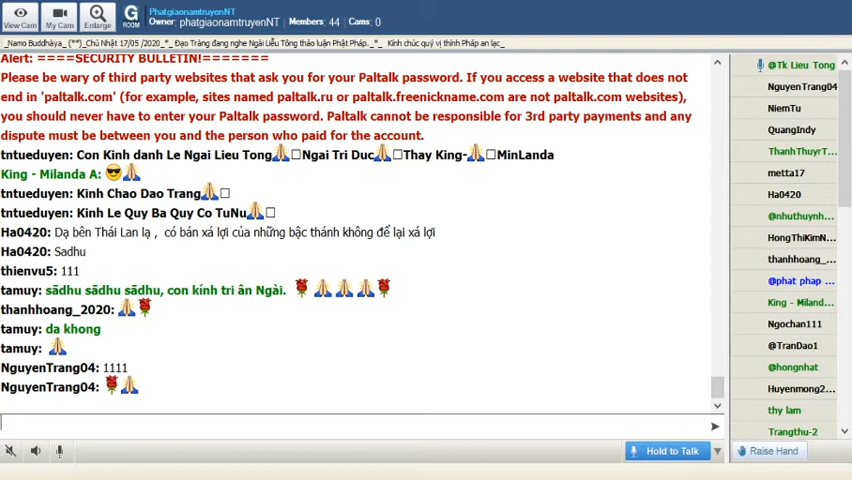 View Cam
My Cam
Enlarge
G
ROOM
PhatgiaonamtruyenNT
Owner: phatgiaonamtruyenNT Members: 44 Cams: 0
_Namo Buddhàya_ (**)_Chủ Nhật 17/05 /2020_* _Đạo Tràng đang nghe Ngài Liễu Tông thảo luận Phật Pháp._*_ Kính chúc quý vị thính Pháp an lạc_
Alert: ====SECURITY BULLETIN!=======
Please be wary of third party websites that ask you for your Paltalk password. If you access a website that does not
end in 'paltalk.com' (for example, sites named paltalk.ru or paltalk.freenickname.com are not paltalk.com websites),
you should never have to enter your Paltalk password. Paltalk cannot be responsible for 3rd party payments and any
dispute must be between you and the person who paid for the account.
tntueduyen: Con Kinh danh Le Ngai Lieu Tong🙏□Ngai Tri Duc🙏□Thay King-🙏□MinLanda
King - Milanda A: 😎🙏
tntueduyen: Kinh Chao Dao Trang🙏□
tntueduyen: Kinh Le Quy Ba Quy Co TuNu🙏□
Ha0420: Dạ bên Thái Lan lạ , có bán xá lợi của những bậc thánh không để lại xá lợi
Ha0420: Sadhu
thienvu5: 111
tamuy: sādhu sādhu sādhu, con kính tri ân Ngài. 🌹🙏🙏🙏🌹
thanhhoang_2020: 🙏🌹
tamuy: da khong
tamuy: 🙏
NguyenTrang04: 1111
NguyenTrang04: 🌹🙏
Hold to Talk
@Tk Lieu Tong
NguyenTrang04
NiemTu
QuangIndy
ThanhThuyrT...
metta17
Ha0420
@nhuthuynh...
HongThiKimN...
thanhhoang_...
@phat phap ...
King - Miland...
Ngochan111
@TranDao1
@hongnhat
Huyenmong2...
thy lam
Trangthu-2
Raise Hand